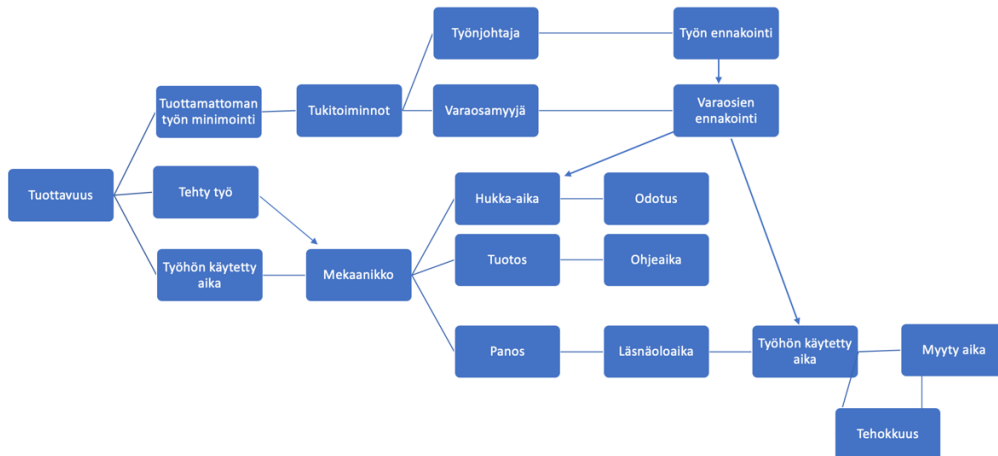 Työnjohtaja
Työn ennakointi
Tuottamattoman
työn minimointi
Tukitoiminnot
Varaosamyyjä
Varaosien
ennakointi
Tuottavuus
Tehty työ
Hukka-aika
Odotus
Työhön käytetty
aika
Mekaanikko
Tuotos
Ohjeaika
Panos
Läsnäoloaika
Työhön käytetty
aika
Myyty aika
Tehokkuus